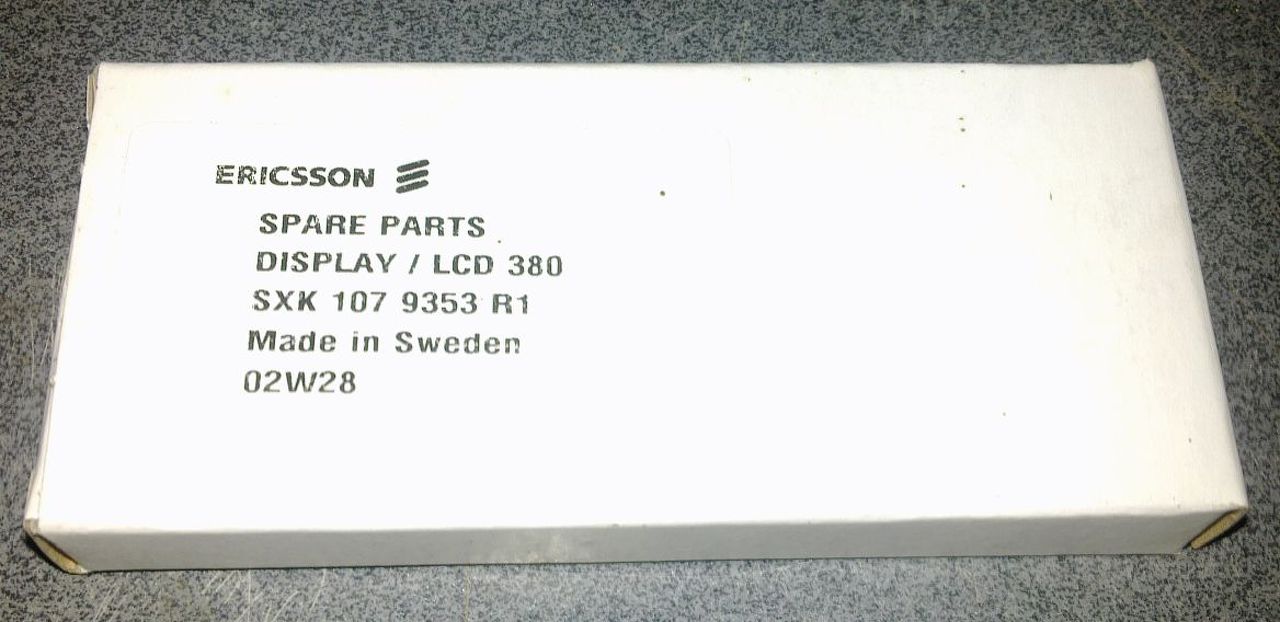 ERICSSON
SPARE PARTS
DISPLAY / LCD 380
SXK 107 9353 R1
Made in Sweden
02W28